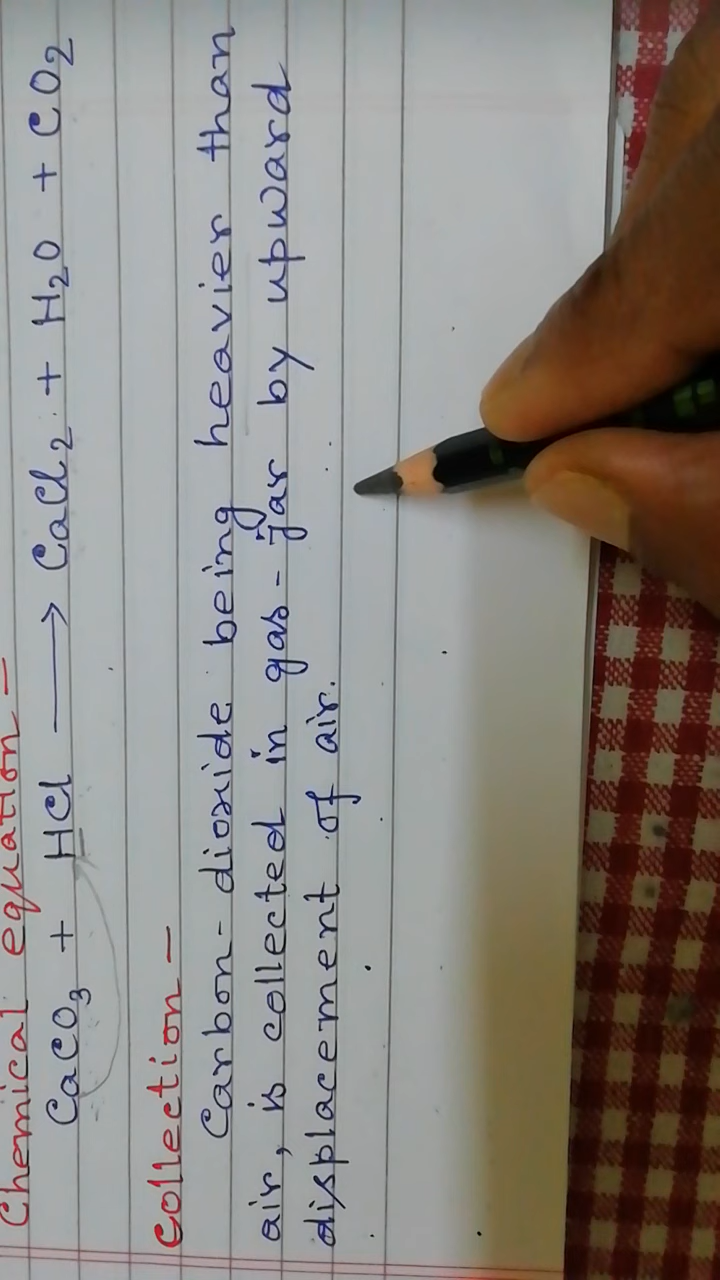 Chemical equation -
CaCO3 + HCl ⟶ CaCl2 + H2O + CO2
Collection -
Carbon-dioxide being heavier than
air, is collected in gas-jar by upward
displacement of air.